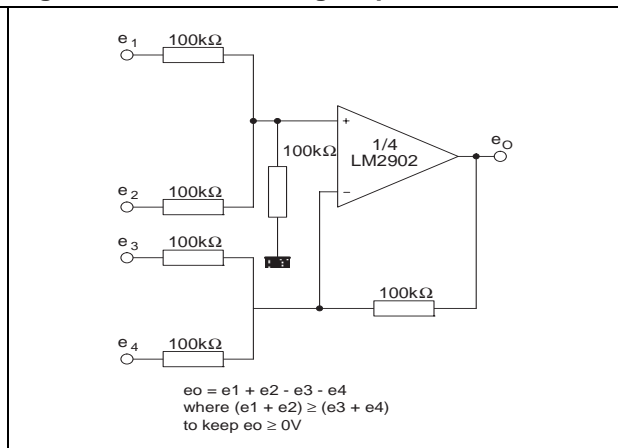 e1
100kΩ
+
1/4
LM2902
eO
100kΩ
−
e2
100kΩ
e3
100kΩ
100kΩ
e4
100kΩ
eo = e1 + e2 - e3 - e4
where (e1 + e2) ≥ (e3 + e4)
to keep eo ≥ 0V